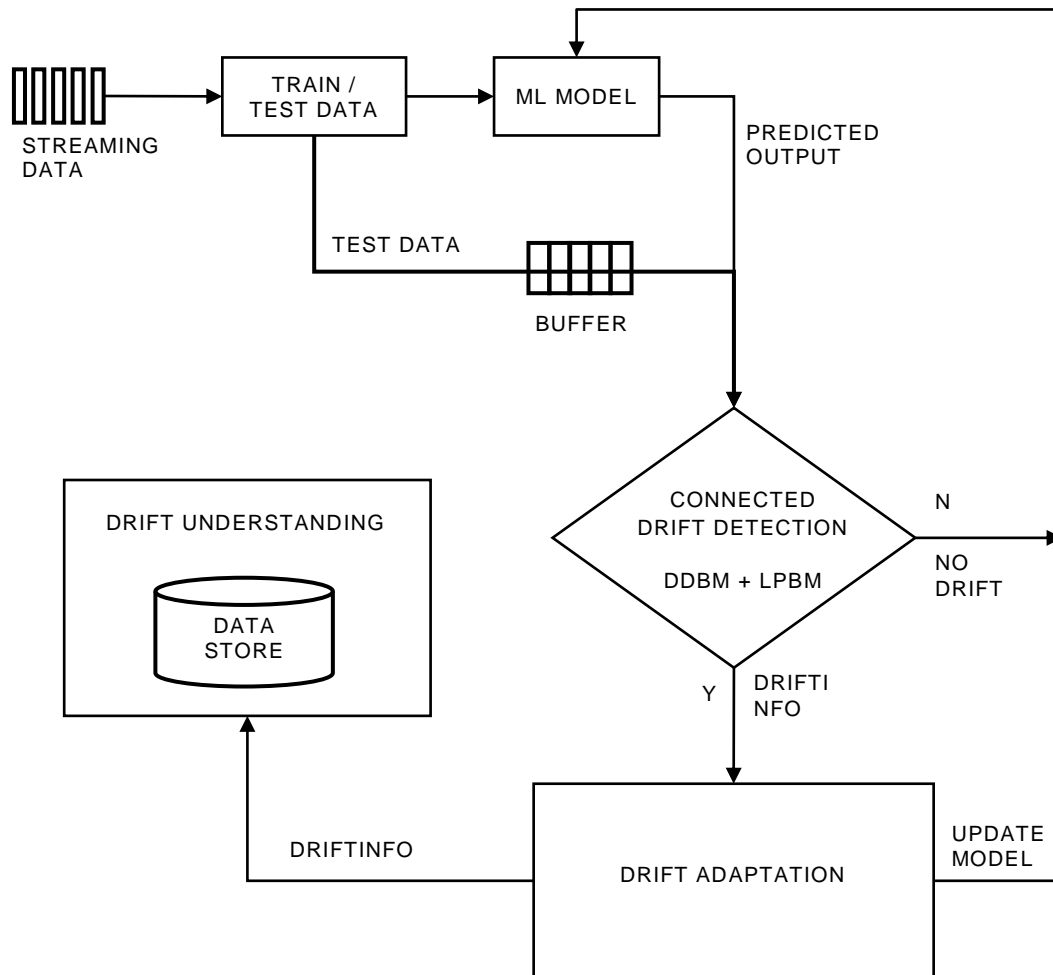 TRAIN /
TEST DATA
ML MODEL
STREAMING
DATA
PREDICTED
OUTPUT
TEST DATA
BUFFER
CONNECTED
DRIFT DETECTION
DDBM + LPBM
N
NO
DRIFT
DRIFT UNDERSTANDING
DATA
STORE
Y
DRIFTI
NFO
DRIFTINFO
DRIFT ADAPTATION
UPDATE
MODEL